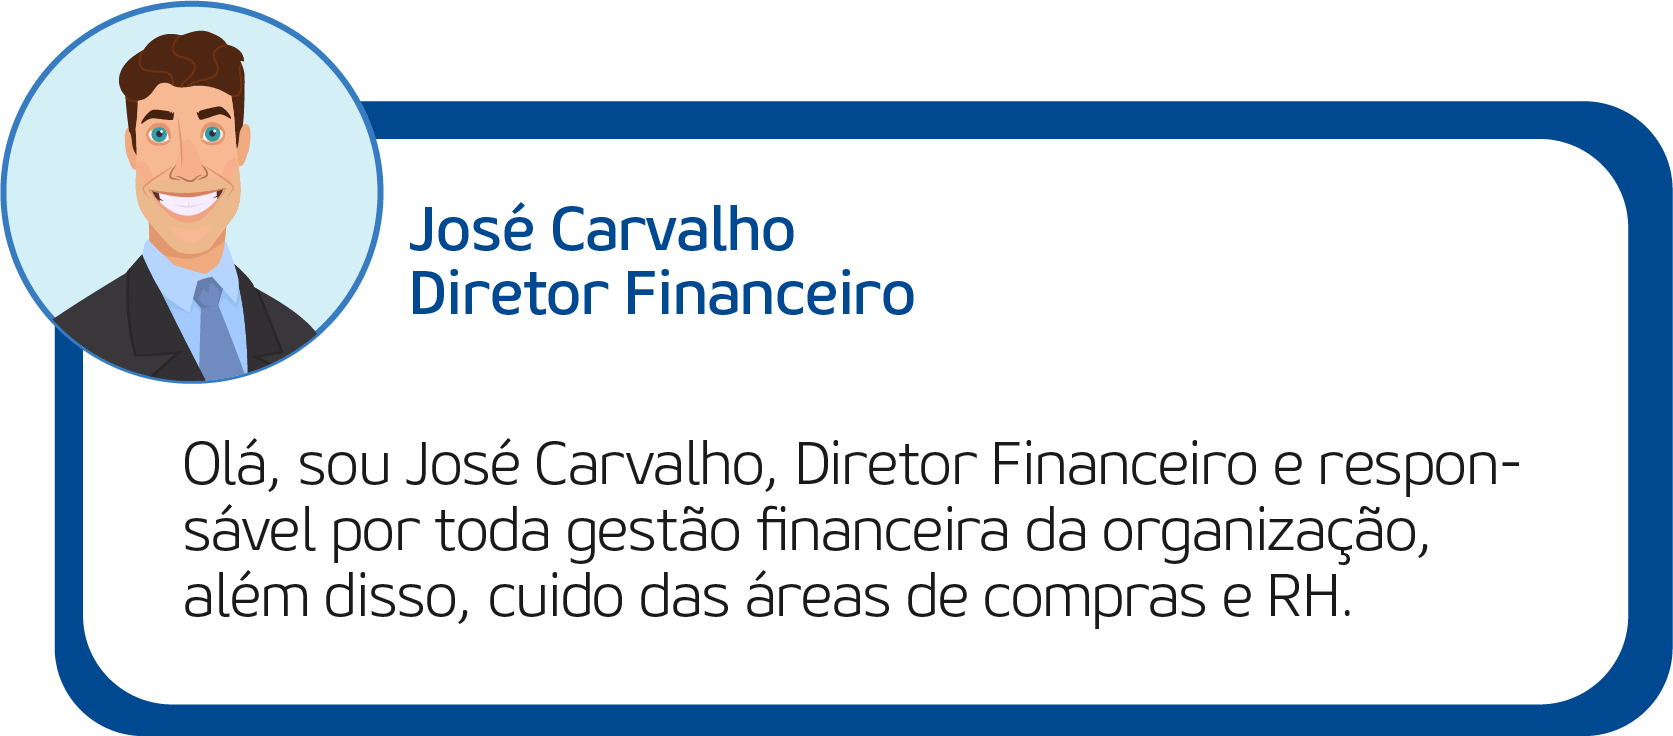 José Carvalho
Diretor Financeiro
Olá, sou José Carvalho, Diretor Financeiro e respon-
sável por toda gestão financeira da organização,
além disso, cuido das áreas de compras e RH.